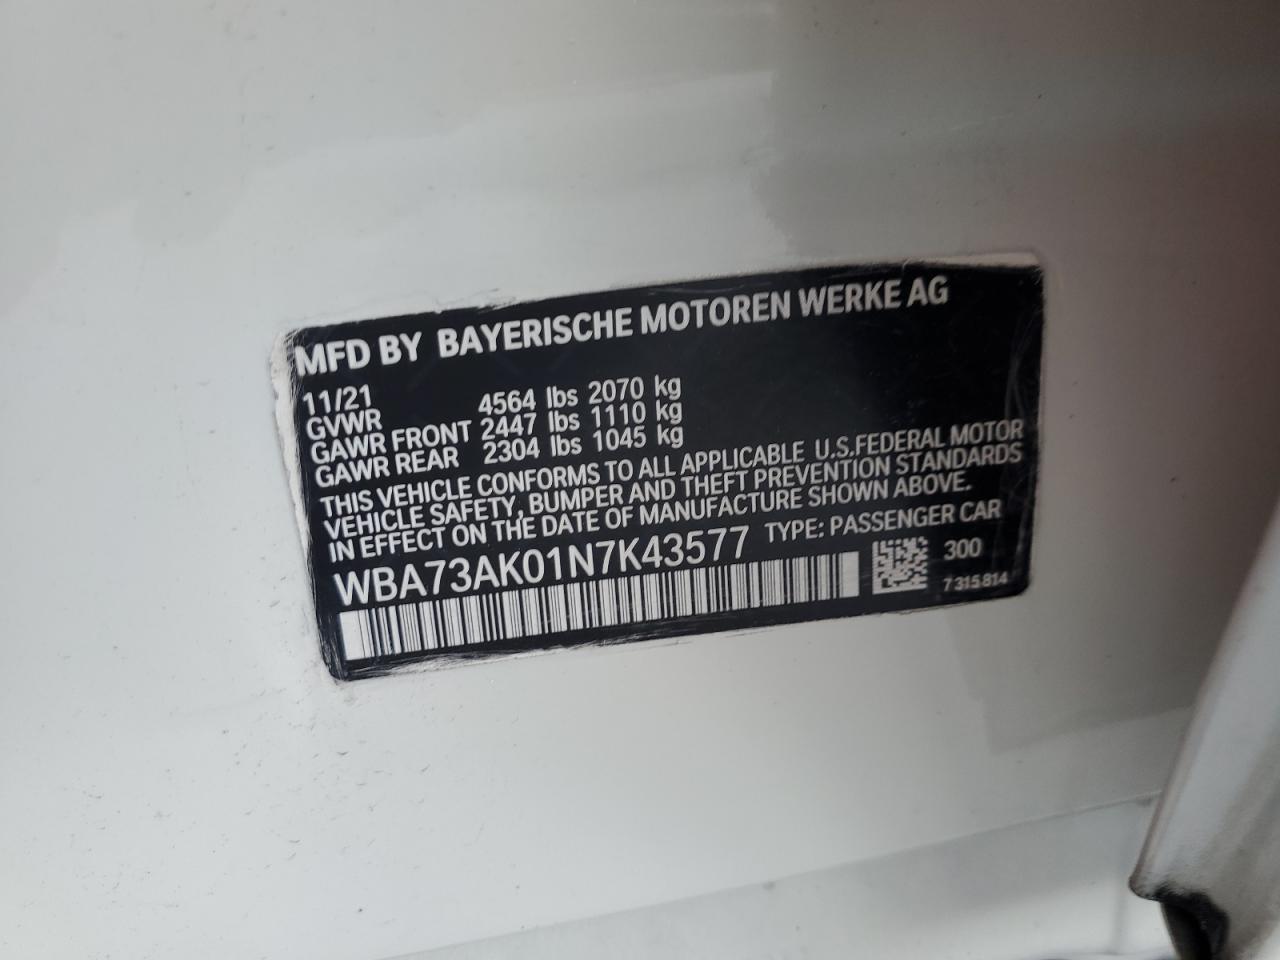 MFD BY BAYERISCHE MOTOREN WERKE AG
11/21
GVWR 4564 lbs 2070 kg
GAWR FRONT 2447 lbs 1110 kg
GAWR REAR 2304 lbs 1045 kg
THIS VEHICLE CONFORMS TO ALL APPLICABLE U.S.FEDERAL MOTOR
VEHICLE SAFETY, BUMPER AND THEFT PREVENTION STANDARDS
IN EFFECT ON THE DATE OF MANUFACTURE SHOWN ABOVE.
WBA73AK01N7K43577 TYPE: PASSENGER CAR
300
7 315 814